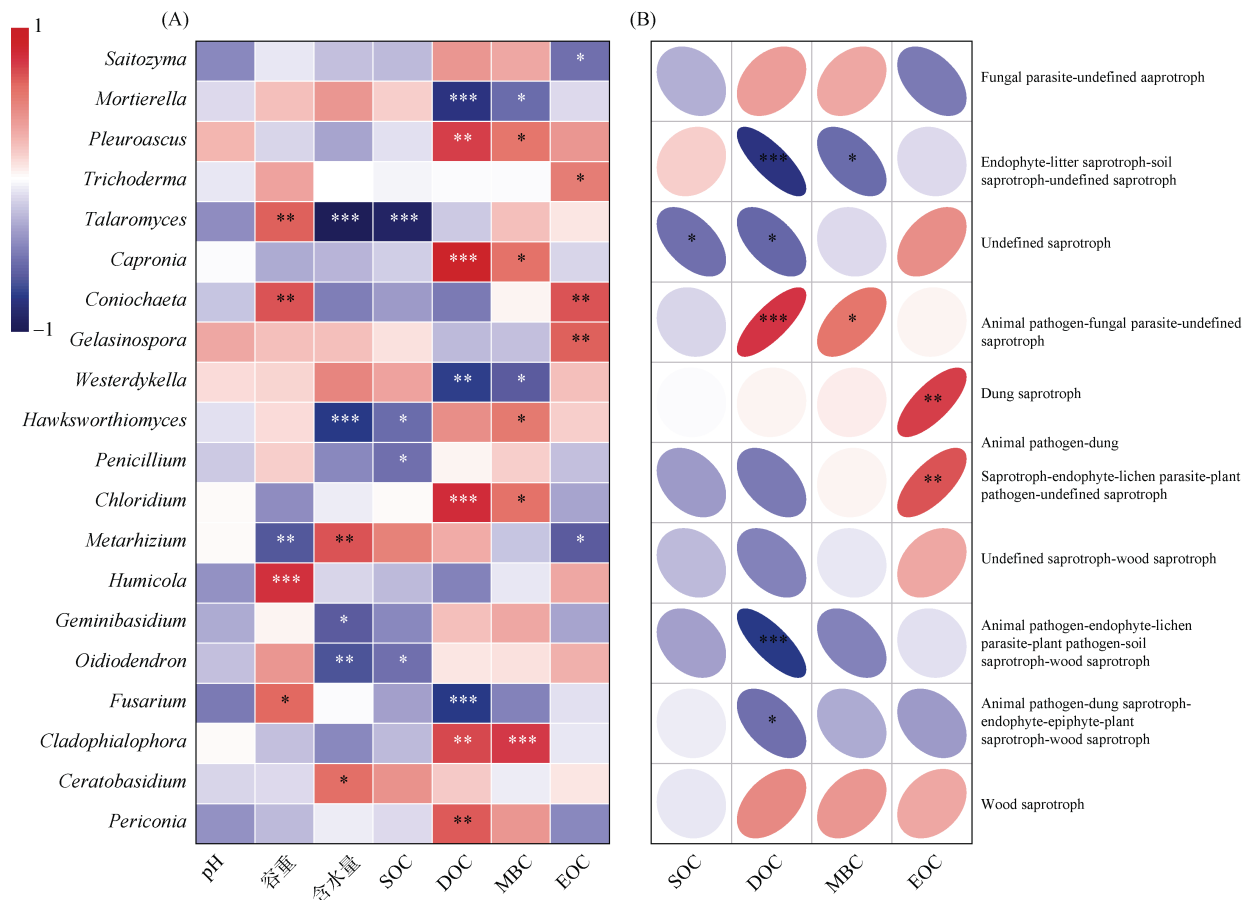 (A)
(B)
1
−1
Saitozyma
*
Mortierella
*** *
Pleuroascus
** *
Trichoderma
*
Talaromyces
** *** ***
Capronia
*** *
Coniochaeta
** **
Gelasinospora
**
Westerdykella
** *
Hawksworthiomyces
*** * *
Penicillium
*
Chloridium
*** *
Metarhizium
** ** *
Humicola
***
Geminibasidium
*
Oidiodendron
** *
Fusarium
* ***
Cladophialophora
** ***
Ceratobasidium
*
Periconia
**
pH 容重 含水量 SOC DOC MBC EOC
Fungal parasite-undefined aaprotroph
*** *
Endophyte-litter saprotroph-soil
saprotroph-undefined saprotroph
* *
Undefined saprotroph
*** *
Animal pathogen-fungal parasite-undefined
saprotroph
**
Dung saprotroph
Animal pathogen-dung
**
Saprotroph-endophyte-lichen parasite-plant
pathogen-undefined saprotroph
Undefined saprotroph-wood saprotroph
***
Animal pathogen-endophyte-lichen
parasite-plant pathogen-soil
saprotroph-wood saprotroph
*
Animal pathogen-dung saprotroph-
endophyte-epiphyte-plant
saprotroph-wood saprotroph
Wood saprotroph
SOC DOC MBC EOC